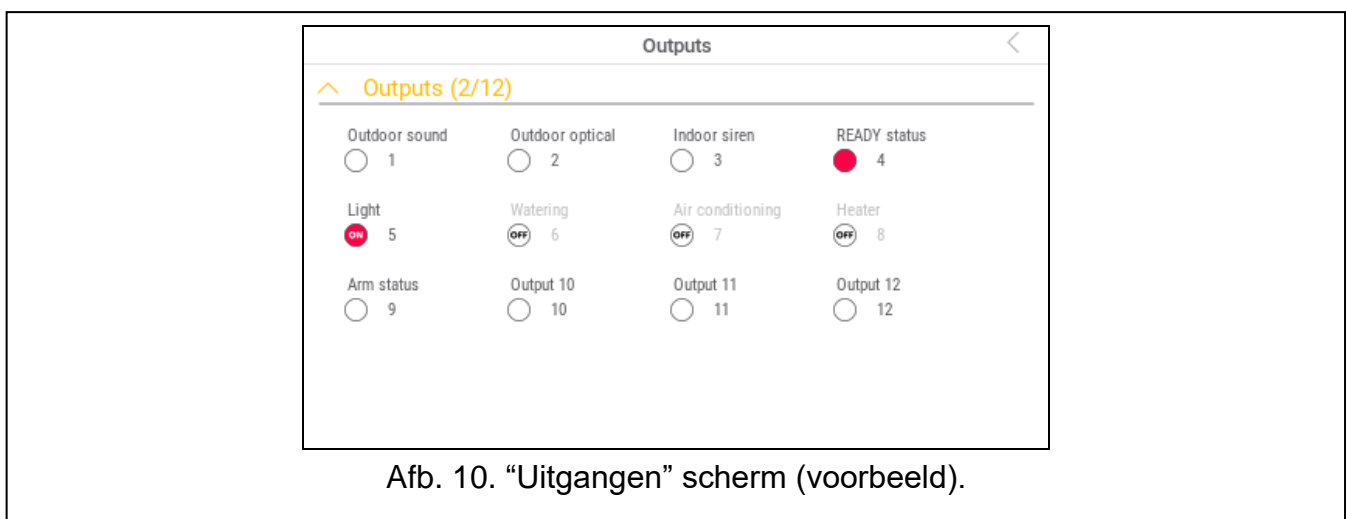 Outputs
Outputs (2/12)
Outdoor sound Outdoor optical Indoor siren READY status
1 2 3 4
Light Watering Air conditioning Heater
ON 5 OFF 6 OFF 7 OFF 8
Arm status Output 10 Output 11 Output 12
9 10 11 12
Afb. 10. “Uitgangen” scherm (voorbeeld).